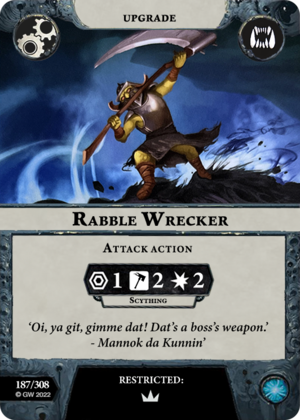 UPGRADE
RABBLE WRECKER
ATTACK ACTION
1 2 2
SCYTHING
'Oi, ya git, gimme dat! Dat's a boss's weapon.'
- Mannok da Kunnin'
187/308
© GW 2022
RESTRICTED: